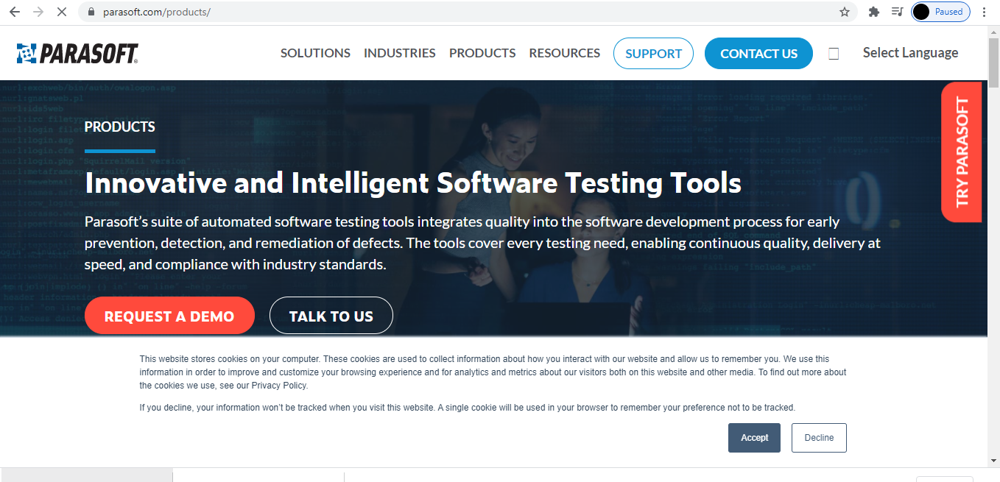 parasoft.com/products/
Paused
PARASOFT
SOLUTIONS INDUSTRIES PRODUCTS RESOURCES SUPPORT CONTACT US Select Language
TRY PARASOFT
PRODUCTS
Innovative and Intelligent Software Testing Tools
Parasoft’s suite of automated software testing tools integrates quality into the software development process for early
prevention, detection, and remediation of defects. The tools cover every testing need, enabling continuous quality, delivery at
speed, and compliance with industry standards.
REQUEST A DEMO TALK TO US
This website stores cookies on your computer. These cookies are used to collect information about how you interact with our website and allow us to remember you. We use this
information in order to improve and customize your browsing experience and for analytics and metrics about our visitors both on this website and other media. To find out more about
the cookies we use, see our Privacy Policy.
If you decline, your information won’t be tracked when you visit this website. A single cookie will be used in your browser to remember your preference not to be tracked.
Accept Decline